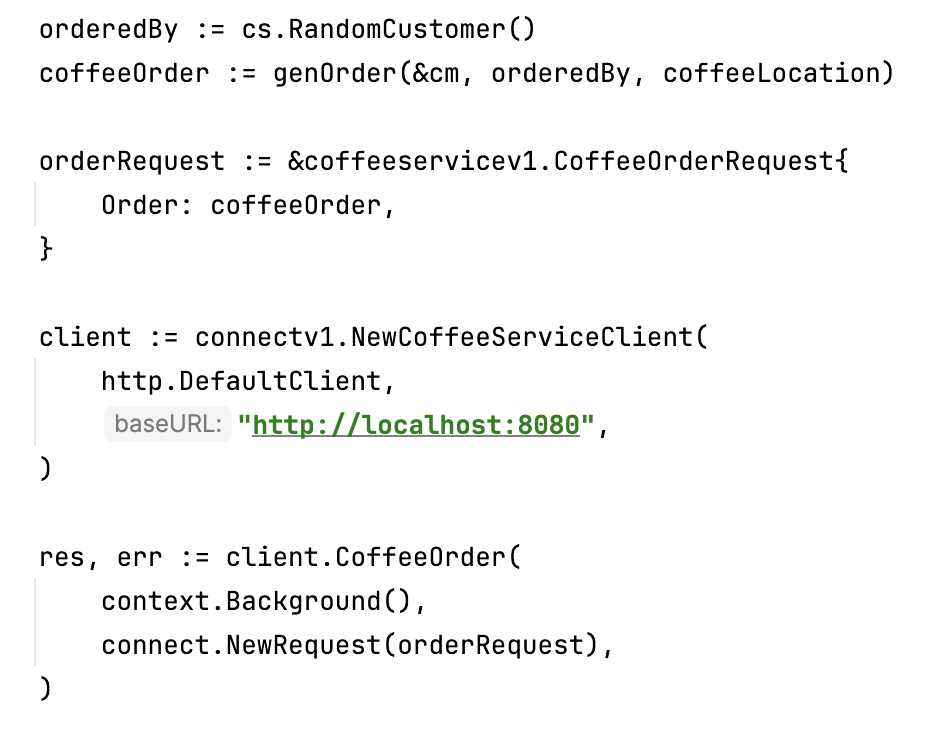 orderedBy := cs.RandomCustomer()
coffeeOrder := genOrder(&cm, orderedBy, coffeeLocation)
orderRequest := &coffeeservicev1.CoffeeOrderRequest{
Order: coffeeOrder,
}
client := connectv1.NewCoffeeServiceClient(
http.DefaultClient,
baseURL: "http://localhost:8080",
)
res, err := client.CoffeeOrder(
context.Background(),
connect.NewRequest(orderRequest),
)